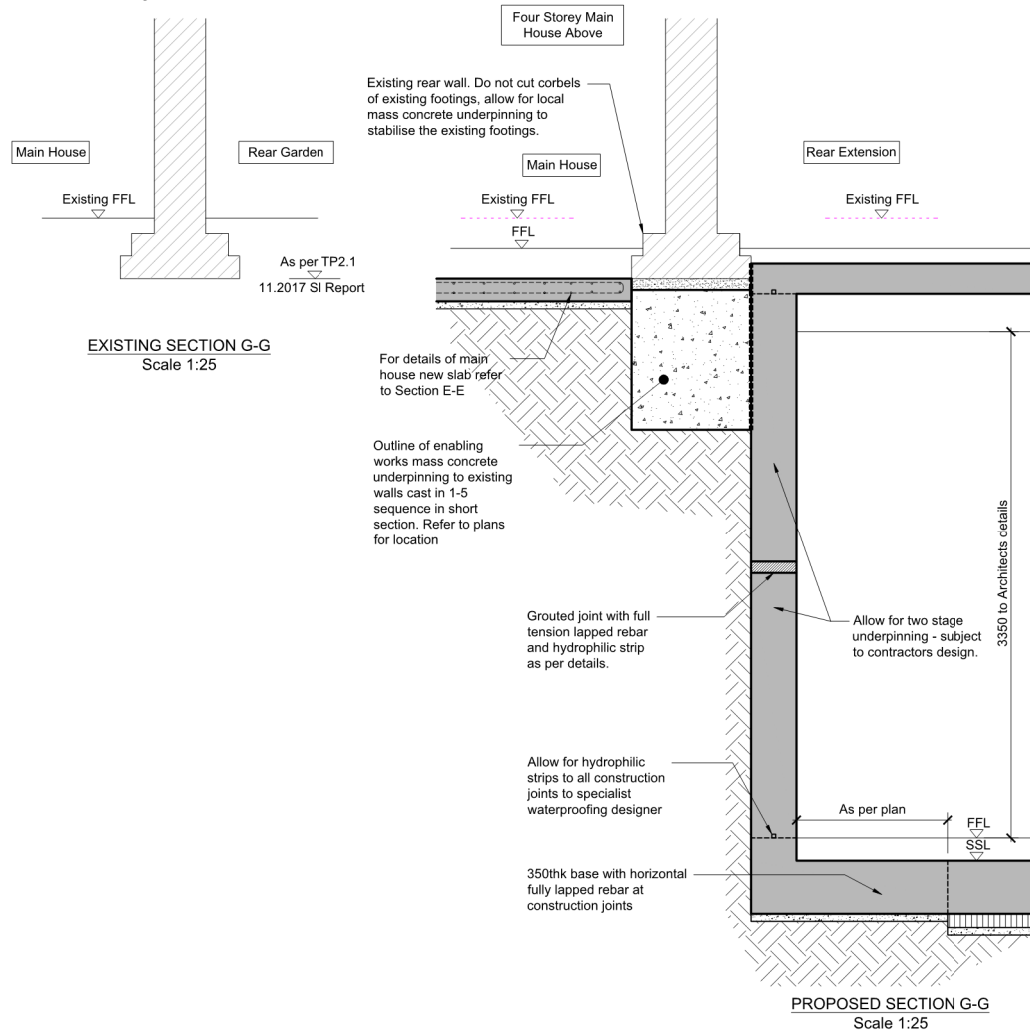 Four Storey Main
House Above
Existing rear wall. Do not cut corbels
of existing footings, allow for local
mass concrete underpinning to
stabilise the existing footings.
Main House
Rear Garden
Existing FFL
As per TP2.1
11.2017 SI Report
EXISTING SECTION G-G
Scale 1:25
Main House
Rear Extension
Existing FFL
FFL
Existing FFL
For details of main
house new slab refer
to Section E-E
Outline of enabling
works mass concrete
underpinning to existing
walls cast in 1-5
sequence in short
section. Refer to plans
for location
Grouted joint with full
tension lapped rebar
and hydrophilic strip
as per details.
Allow for two stage
underpinning - subject
to contractors design.
3350 to Architects details
Allow for hydrophilic
strips to all construction
joints to specialist
waterproofing designer
As per plan
FFL
SSL
350thk base with horizontal
fully lapped rebar at
construction joints
PROPOSED SECTION G-G
Scale 1:25